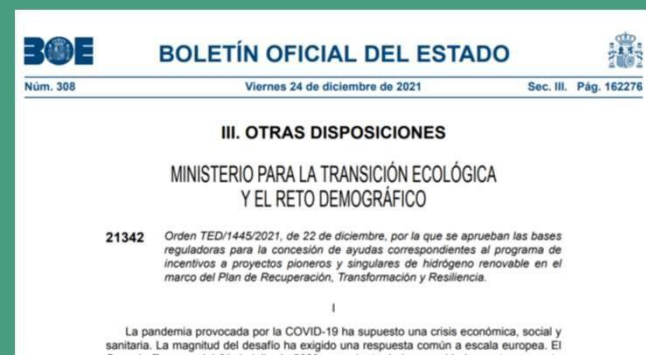 BOE
BOLETÍN OFICIAL DEL ESTADO
Núm. 308 Viernes 24 de diciembre de 2021 Sec. III. Pág. 162276
III. OTRAS DISPOSICIONES
MINISTERIO PARA LA TRANSICIÓN ECOLÓGICA
Y EL RETO DEMOGRÁFICO
21342 Orden TED/1445/2021, de 22 de diciembre, por la que se aprueban las bases
reguladoras para la concesión de ayudas correspondientes al programa de
incentivos a proyectos pioneros y singulares de hidrógeno renovable en el
marco del Plan de Recuperación, Transformación y Resiliencia.
I
La pandemia provocada por la COVID-19 ha supuesto una crisis económica, social y
sanitaria. La magnitud del desafío ha exigido una respuesta común a escala europea. El